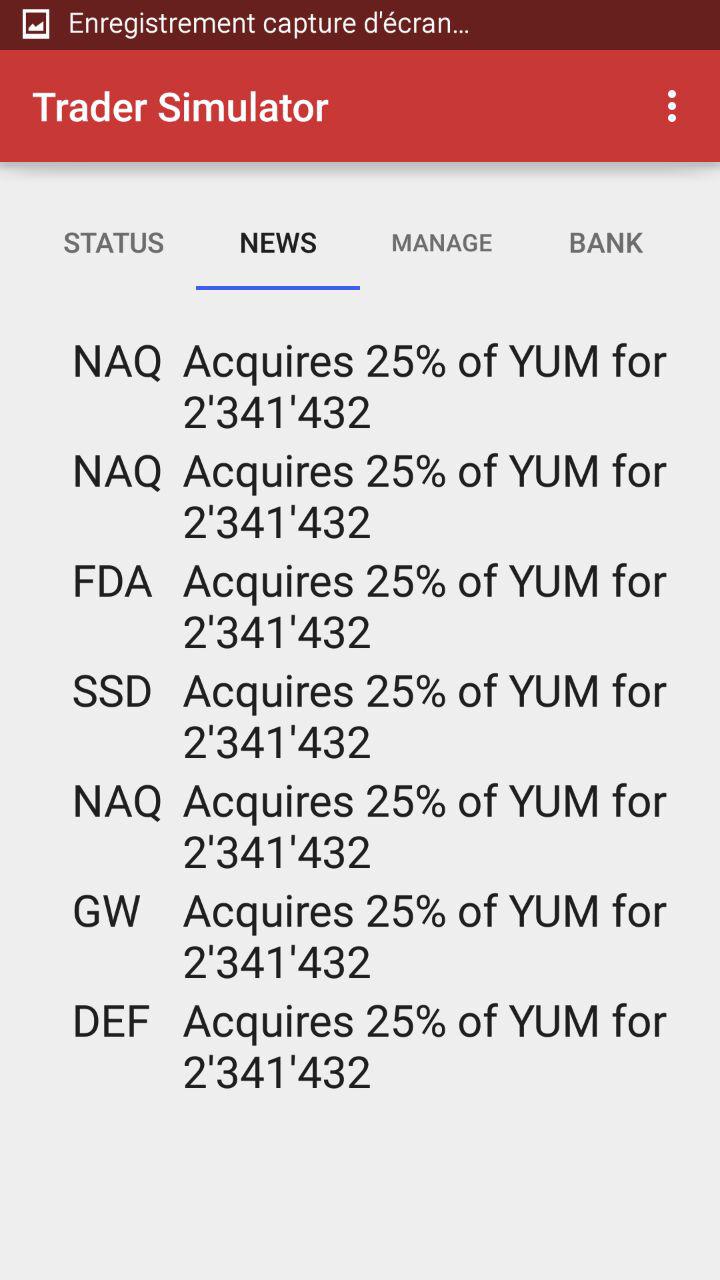 Enregistrement capture d'écran...
Trader Simulator
STATUS NEWS MANAGE BANK
NAQ Acquires 25% of YUM for
2'341'432
NAQ Acquires 25% of YUM for
2'341'432
FDA Acquires 25% of YUM for
2'341'432
SSD Acquires 25% of YUM for
2'341'432
NAQ Acquires 25% of YUM for
2'341'432
GW Acquires 25% of YUM for
2'341'432
DEF Acquires 25% of YUM for
2'341'432